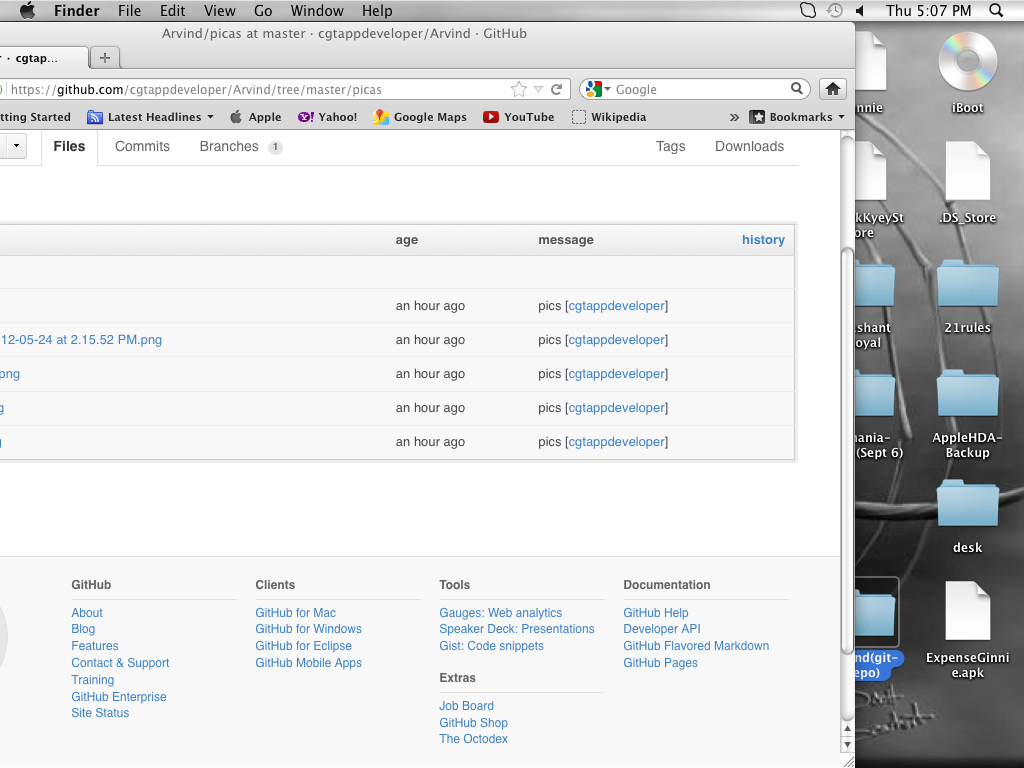 Finder File Edit View Go Window Help Thu 5:07 PM
Arvind/picas at master · cgtappdeveloper/Arvind · GitHub
· cgtap...
https://github.com/cgtappdeveloper/Arvind/tree/master/picas Google
tting Started Latest Headlines Apple Yahoo! Google Maps YouTube Wikipedia » Bookmarks
Files Commits Branches 1 Tags Downloads
age message history
an hour ago pics [cgtappdeveloper]
12-05-24 at 2.15.52 PM.png an hour ago pics [cgtappdeveloper]
png an hour ago pics [cgtappdeveloper]
g an hour ago pics [cgtappdeveloper]
an hour ago pics [cgtappdeveloper]
GitHub
About
Blog
Features
Contact & Support
Training
GitHub Enterprise
Site Status
Clients
GitHub for Mac
GitHub for Windows
GitHub for Eclipse
GitHub Mobile Apps
Tools
Gauges: Web analytics
Speaker Deck: Presentations
Gist: Code snippets
Extras
Job Board
GitHub Shop
The Octodex
Documentation
GitHub Help
Developer API
GitHub Flavored Markdown
GitHub Pages
nnie
iBoot
kKyeySt
ore
.DS_Store
shant
oyal
21rules
nania-
(Sept 6)
AppleHDA-
Backup
desk
nd(git-
epo)
ExpenseGinni
e.apk